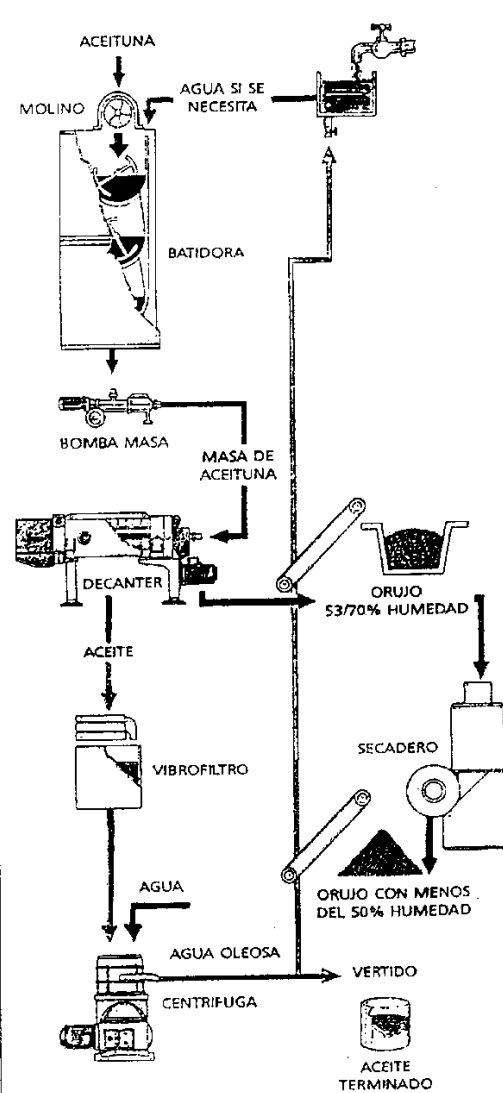 ACEITUNA
AGUA SI SE
NECESITA
MOLINO
BATIDORA
BOMBA MASA
MASA DE
ACEITUNA
DECANTER
ORUJO
53/70% HUMEDAD
ACEITE
SECADERO
VIBROFILTRO
AGUA
ORUJO CON MENOS
DEL 50% HUMEDAD
AGUA OLEOSA
VERTIDO
CENTRIFUGA
ACEITE
TERMINADO